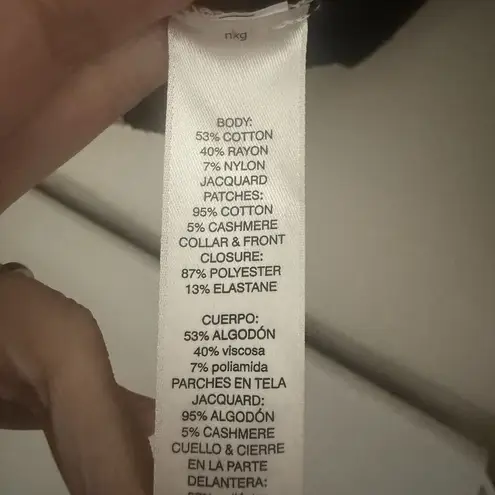 nkg
BODY:
53% COTTON
40% RAYON
7% NYLON
JACQUARD
PATCHES:
95% COTTON
5% CASHMERE
COLLAR & FRONT
CLOSURE:
87% POLYESTER
13% ELASTANE
CUERPO:
53% ALGODÓN
40% viscosa
7% poliamida
PARCHES EN TELA
JACQUARD:
95% ALGODÓN
5% CASHMERE
CUELLO & CIERRE
EN LA PARTE
DELANTERA: